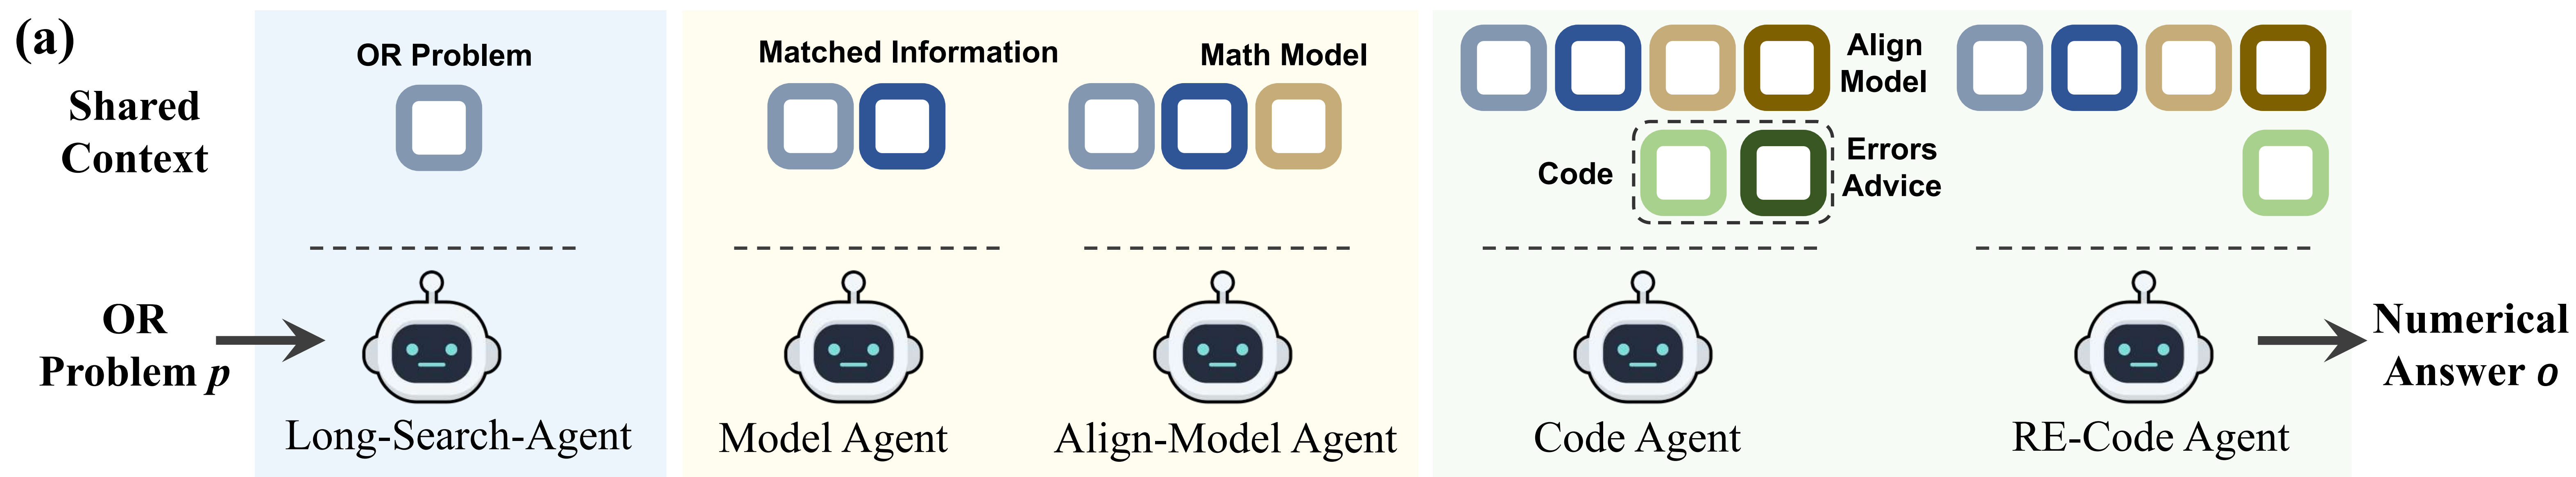 (a)
Shared
Context
OR Problem
Matched Information
Math Model
Align
Model
Code
Errors
Advice
OR
Problem p
Long-Search-Agent
Model Agent
Align-Model Agent
Code Agent
RE-Code Agent
Numerical
Answer o